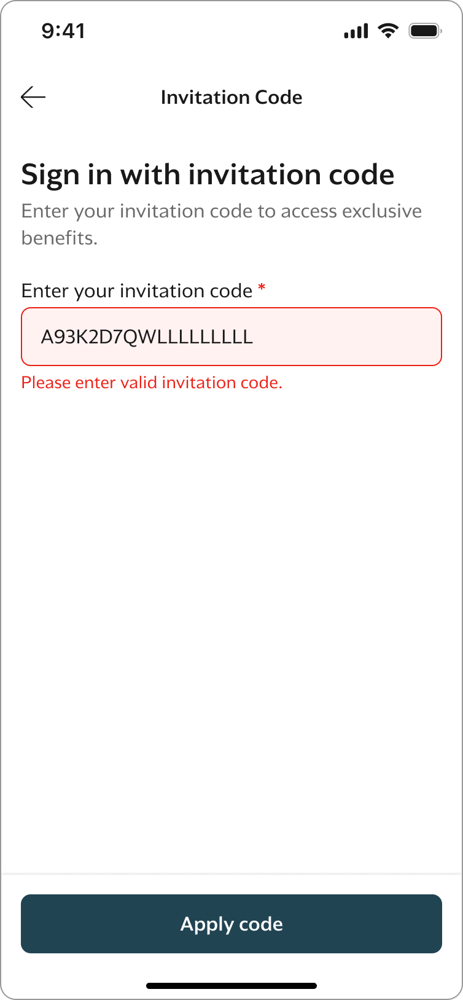 9:41
Invitation Code
Sign in with invitation code
Enter your invitation code to access exclusive
benefits.
Enter your invitation code *
A93K2D7QWLLLLLLLLL
Please enter valid invitation code.
Apply code